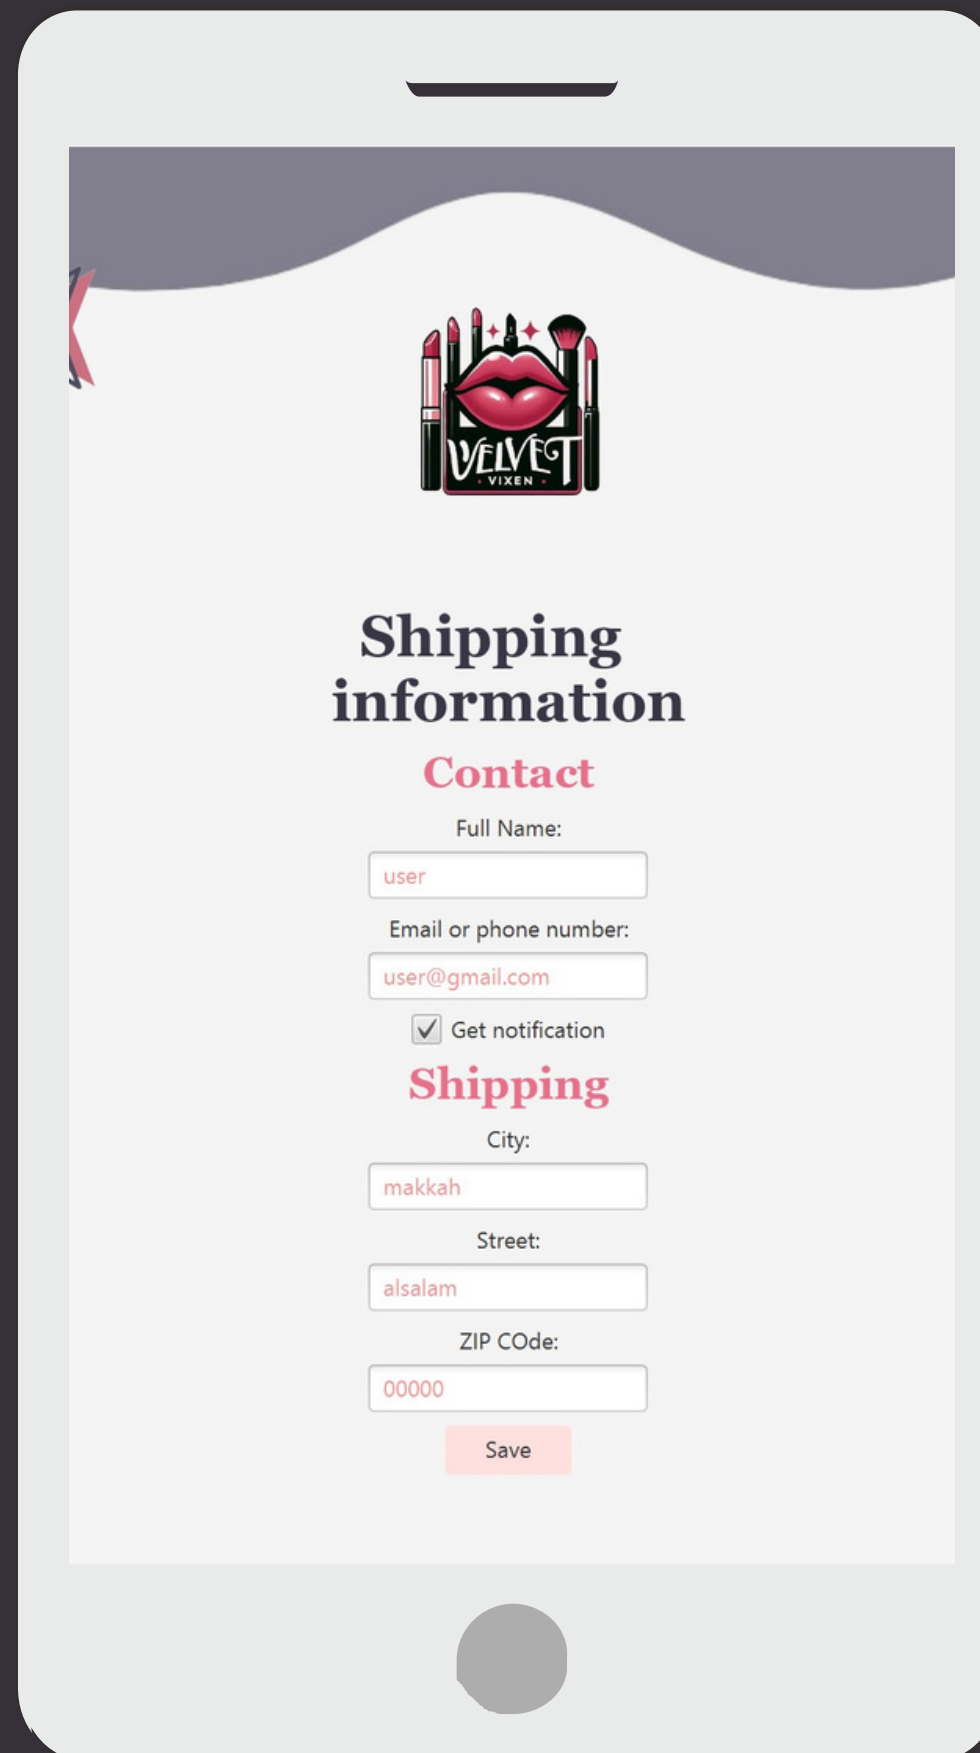 VELVET
VIXEN
Shipping
information
Contact
Full Name:
user
Email or phone number:
user@gmail.com
Get notification
Shipping
City:
makkah
Street:
alsalam
ZIP COde:
00000
Save